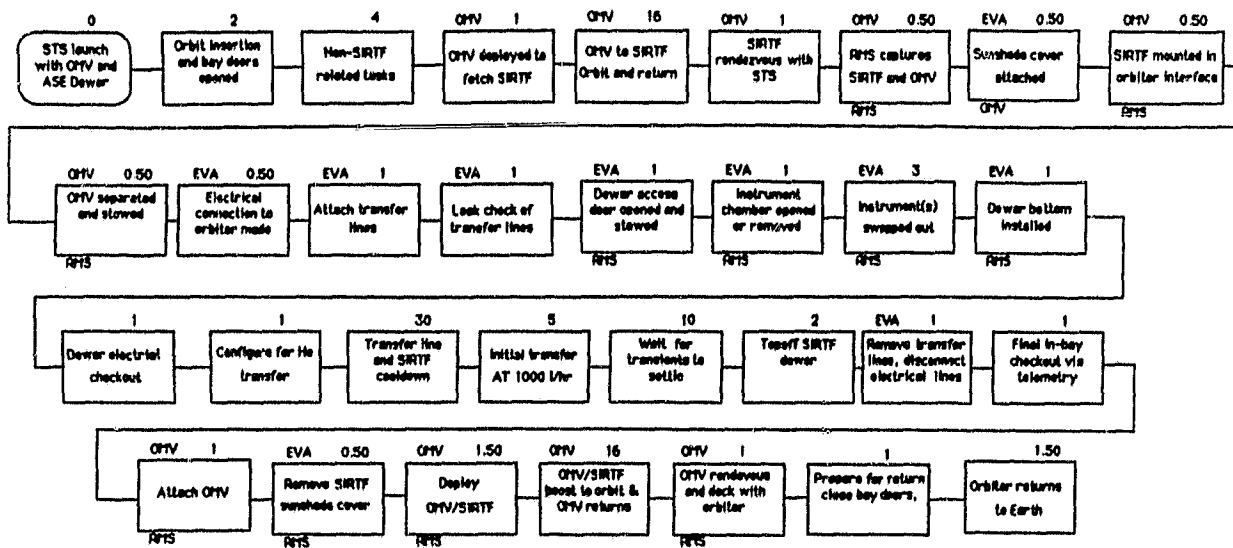 0
STS launch
with OMV and
ASE Dewar
2
Orbit insertion
and bay doors
opened
4
Non-SIRTF
related tasks
OMV 1
OMV deployed to
fetch SIRTF
OMV 16
OMV to SIRTF
Orbit and return
OMV 1
SIRTF
rendezvous with
STS
OMV 0.50
RMS captures
SIRTF and OMV
RMS
EVA 0.50
Sunshade cover
attached
OMV
OMV 0.50
SIRTF mounted in
orbiter interface
RMS
OMV 0.50
OMV separated
and stowed
RMS
EVA 0.50
Electrical
connection to
orbiter made
EVA 1
Attach transfer
lines
EVA 1
Leak check of
transfer lines
EVA 1
Dewar access
door opened and
stowed
RMS
EVA 1
Instrument
chamber opened
or removed
RMS
EVA 3
Instrument(s)
swapped out
RMS
EVA 1
Dewar bottom
installed
RMS
1
Dewar electricl
checkout
1
Configure for He
transfer
30
Transfer line
and SIRTF
cooldown
5
Initial transfer
AT 1000 l/hr
10
Wait for
transients to
settle
2
Topoff SIRTF
dewar
EVA 1
Remove transfer
lines, disconnect
electrical lines
1
Final in-bay
checkout via
telemetry
OMV 1
Attach OMV
RMS
EVA 0.50
Remove SIRTF
sunshade cover
RMS
OMV 1.50
Deploy
OMV/SIRTF
RMS
OMV 16
OMV/SIRTF
boost to orbit &
OMV returns
OMV 1
OMV rendevous
and dock with
orbiter
RMS
1
Prepare for return
close bay doors,
1.50
Orbiter returns
to Earth